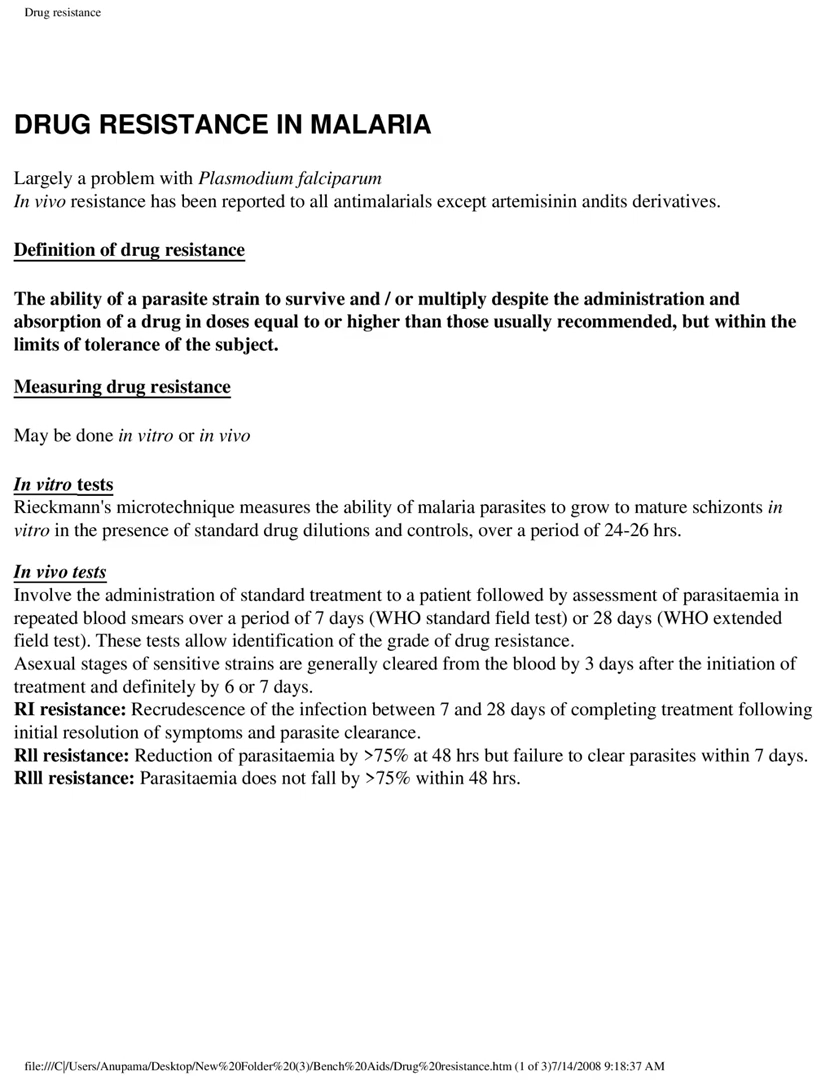 Drug resistance
DRUG RESISTANCE IN MALARIA
Largely a problem with Plasmodium falciparum
In vivo resistance has been reported to all antimalarials except artemisinin andits derivatives.
Definition of drug resistance
The ability of a parasite strain to survive and / or multiply despite the administration and
absorption of a drug in doses equal to or higher than those usually recommended, but within the
limits of tolerance of the subject.
Measuring drug resistance
May be done in vitro or in vivo
In vitro tests
Rieckmann's microtechnique measures the ability of malaria parasites to grow to mature schizonts in
vitro in the presence of standard drug dilutions and controls, over a period of 24-26 hrs.
In vivo tests
Involve the administration of standard treatment to a patient followed by assessment of parasitaemia in
repeated blood smears over a period of 7 days (WHO standard field test) or 28 days (WHO extended
field test). These tests allow identification of the grade of drug resistance.
Asexual stages of sensitive strains are generally cleared from the blood by 3 days after the initiation of
treatment and definitely by 6 or 7 days.
RI resistance: Recrudescence of the infection between 7 and 28 days of completing treatment following
initial resolution of symptoms and parasite clearance.
Rll resistance: Reduction of parasitaemia by >75% at 48 hrs but failure to clear parasites within 7 days.
Rlll resistance: Parasitaemia does not fall by >75% within 48 hrs.
file:///C|/Users/Anupama/Desktop/New%20Folder%20(3)/Bench%20Aids/Drug%20resistance.htm (1 of 3)7/14/2008 9:18:37 AM